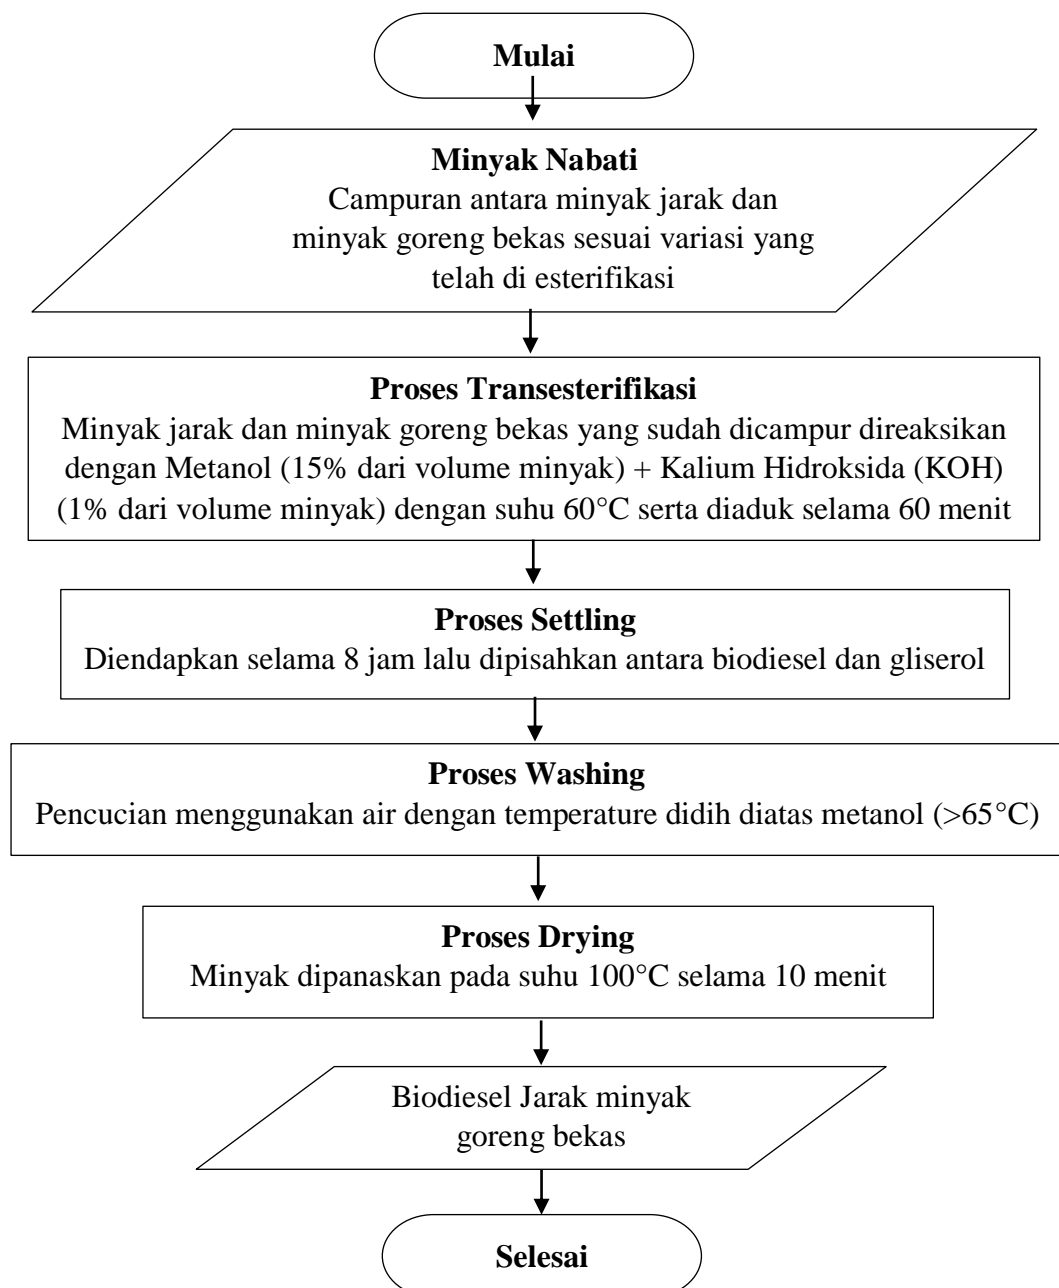 Mulai
Minyak Nabati
Campuran antara minyak jarak dan
minyak goreng bekas sesuai variasi yang
telah di esterifikasi
Proses Transesterifikasi
Minyak jarak dan minyak goreng bekas yang sudah dicampur direaksikan
dengan Metanol (15% dari volume minyak) + Kalium Hidroksida (KOH)
(1% dari volume minyak) dengan suhu 60°C serta diaduk selama 60 menit
Proses Settling
Diendapkan selama 8 jam lalu dipisahkan antara biodiesel dan gliserol
Proses Washing
Pencucian menggunakan air dengan temperature didih diatas metanol (>65°C)
Proses Drying
Minyak dipanaskan pada suhu 100°C selama 10 menit
Biodiesel Jarak minyak
goreng bekas
Selesai